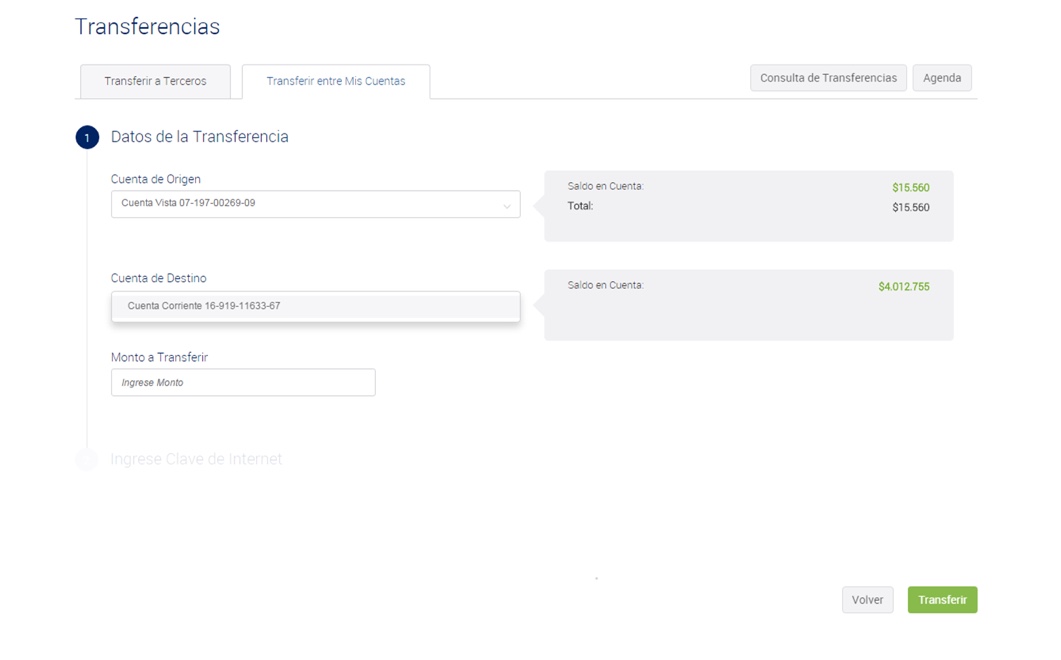 Transferencias
Transferir a Terceros
Transferir entre Mis Cuentas
Consulta de Transferencias
Agenda
1
Datos de la Transferencia
Cuenta de Origen
Cuenta Vista 07-197-00269-09
Saldo en Cuenta:
$15.560
Total:
$15.560
Cuenta de Destino
Cuenta Corriente 16-919-11633-67
Saldo en Cuenta:
$4.012.755
Monto a Transferir
Ingrese Monto
Ingrese Clave de Internet
Volver
Transferir